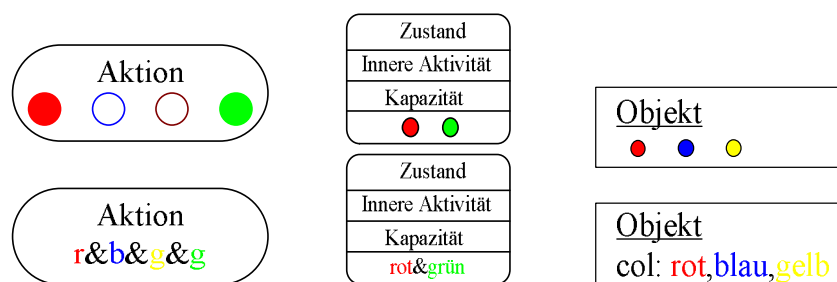 Aktion
Aktion
r&b&g&g
Zustand
Innere Aktivität
Kapazität
Zustand
Innere Aktivität
Kapazität
rot&grün
Objekt
Objekt
col: rot,blau,gelb